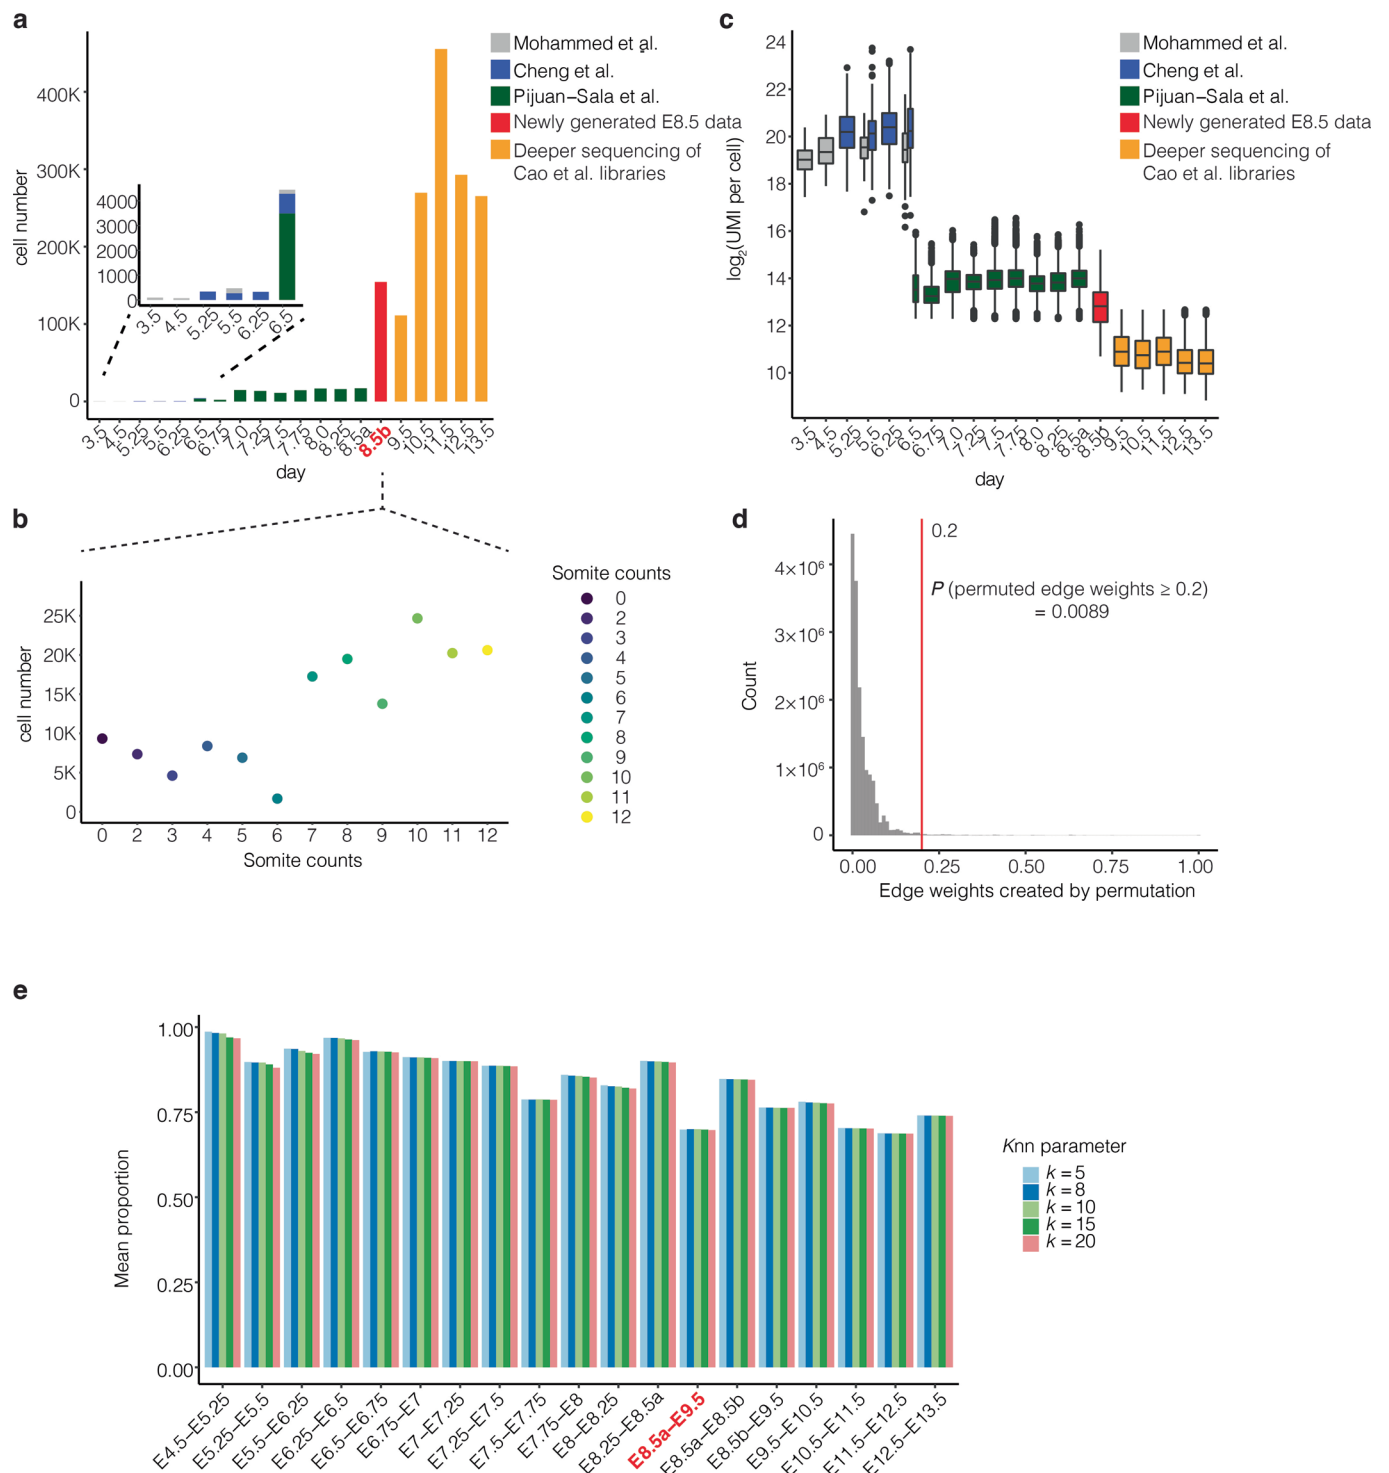 a
cell number
400K
300K
200K
100K
0
4000
3000
2000
1000
0
3.5
4.5
5.25
5.5
6.25
6.5
Mohammed et al.
Cheng et al.
Pijuan–Sala et al.
Newly generated E8.5 data
Deeper sequencing of
Cao et al. libraries
3.5
4.5
5.25
5.5
6.25
6.5
6.75
7.0
7.25
7.5
7.75
8.0
8.25
8.5a
8.5b
9.5
10.5
11.5
12.5
13.5
day
b
cell number
25K
20K
15K
10K
5K
0
0 2 3 4 5 6 7 8 9 10 11 12
Somite counts
Somite counts
0
2
3
4
5
6
7
8
9
10
11
12
c
log2(UMI per cell)
24
22
20
18
16
14
12
10
Mohammed et al.
Cheng et al.
Pijuan–Sala et al.
Newly generated E8.5 data
Deeper sequencing of
Cao et al. libraries
3.5
4.5
5.25
5.5
6.25
6.5
6.75
7.0
7.25
7.5
7.75
8.0
8.25
8.5a
8.5b
9.5
10.5
11.5
12.5
13.5
day
d
Count
4×10⁶
3×10⁶
2×10⁶
1×10⁶
0
0.2
P (permuted edge weights ≥ 0.2)
= 0.0089
0.00 0.25 0.50 0.75 1.00
Edge weights created by permutation
e
Mean proportion
1.00
0.75
0.50
0.25
0.00
E4.5–E5.25
E5.25–E5.5
E5.5–E6.25
E6.25–E6.5
E6.5–E6.75
E6.75–E7
E7–E7.25
E7.25–E7.5
E7.5–E7.75
E7.75–E8
E8–E8.25
E8.25–E8.5a
E8.5a–E9.5
E8.5a–E8.5b
E8.5b–E9.5
E9.5–E10.5
E10.5–E11.5
E11.5–E12.5
E12.5–E13.5
Knn parameter
k = 5
k = 8
k = 10
k = 15
k = 20